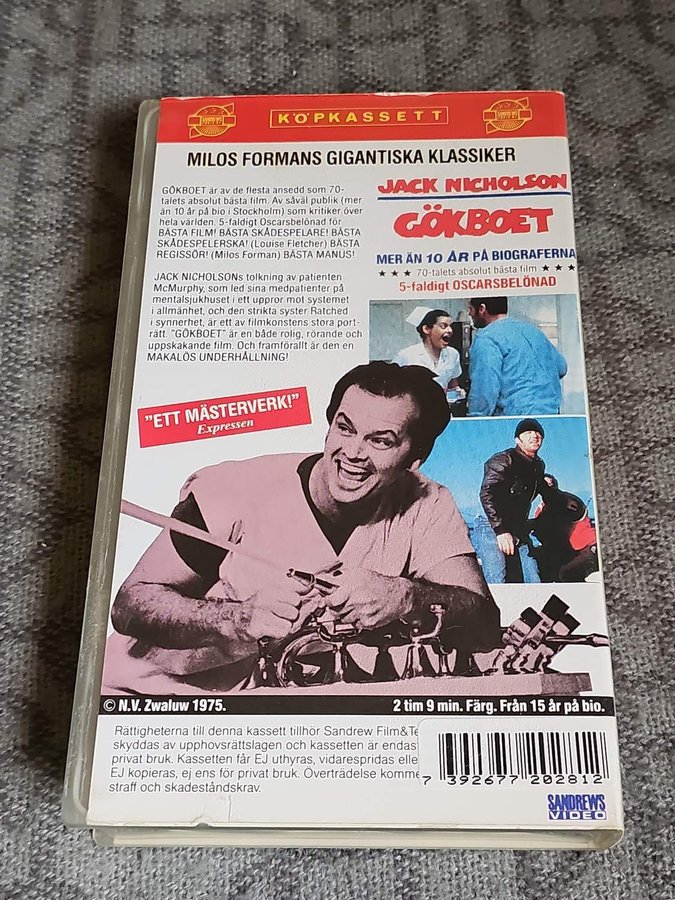 KÖPKASSETT
MILOS FORMANS GIGANTISKA KLASSIKER
GÖKBOET är av de flesta ansedd som 70-
talets absolut bästa film. Av såväl publik (mer
än 10 år på bio i Stockholm) som kritiker över
hela världen. 5-faldigt Oscarsbelönad för
BÄSTA FILM! BÄSTA SKÅDESPELARE! BÄSTA
SKÅDESPELERSKA! (Louise Fletcher) BÄSTA
REGISSÖR! (Milos Forman) BÄSTA MANUS!
JACK NICHOLSONs tolkning av patienten
McMurphy, som led sina medpatienter på
mentalsjukhuset i ett uppror mot systemet
i allmänhet, och den strikta syster Ratched
i synnerhet, är ett av filmkonstens stora port-
rätt. "GÖKBOET" är en både rolig, rörande och
uppskakande film. Och framförallt är den en
MAKALÖS UNDERHÅLLNING!
JACK NICHOLSON
GÖKBOET
MER ÄN 10 ÅR PÅ BIOGRAFERNA
★ ★ ★ 70-talets absolut bästa film ★ ★ ★
5-faldigt OSCARSBELÖNAD
"ETT MÄSTERVERK!"
Expressen
© N.V. Zwaluw 1975.
2 tim 9 min. Färg. Från 15 år på bio.
Rättigheterna till denna kassett tillhör Sandrew Film&Te
skyddas av upphovsrättslagen och kassetten är endas
privat bruk. Kassetten får EJ uthyras, vidarespridas elle
EJ kopieras, ej ens för privat bruk. Överträdelse komme
straff och skadeståndskrav.
7 392677 202812
SANDREWS
VIDEO